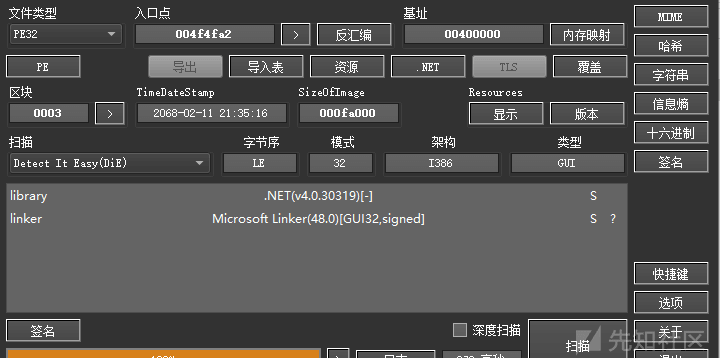 文件类型 入口点 基址 MIME
PE32 004f4fa2 > 反汇编 00400000 内存映射 哈希
PE 导出 导入表 资源 .NET TLS 覆盖 字符串
区块 TimeDateStamp SizeOfImage Resources 信息熵
0003 > 2068-02-11 21:35:16 000fa000 显示 版本 十六进制
扫描 字节序 模式 架构 类型
Detect It Easy(DiE) LE 32 I386 GUI 签名
library .NET(v4.0.30319)[-] S
linker Microsoft Linker(48.0)[GUI32,signed] S ?
快捷键
选项
签名 深度扫描 扫描 关于
先知社区